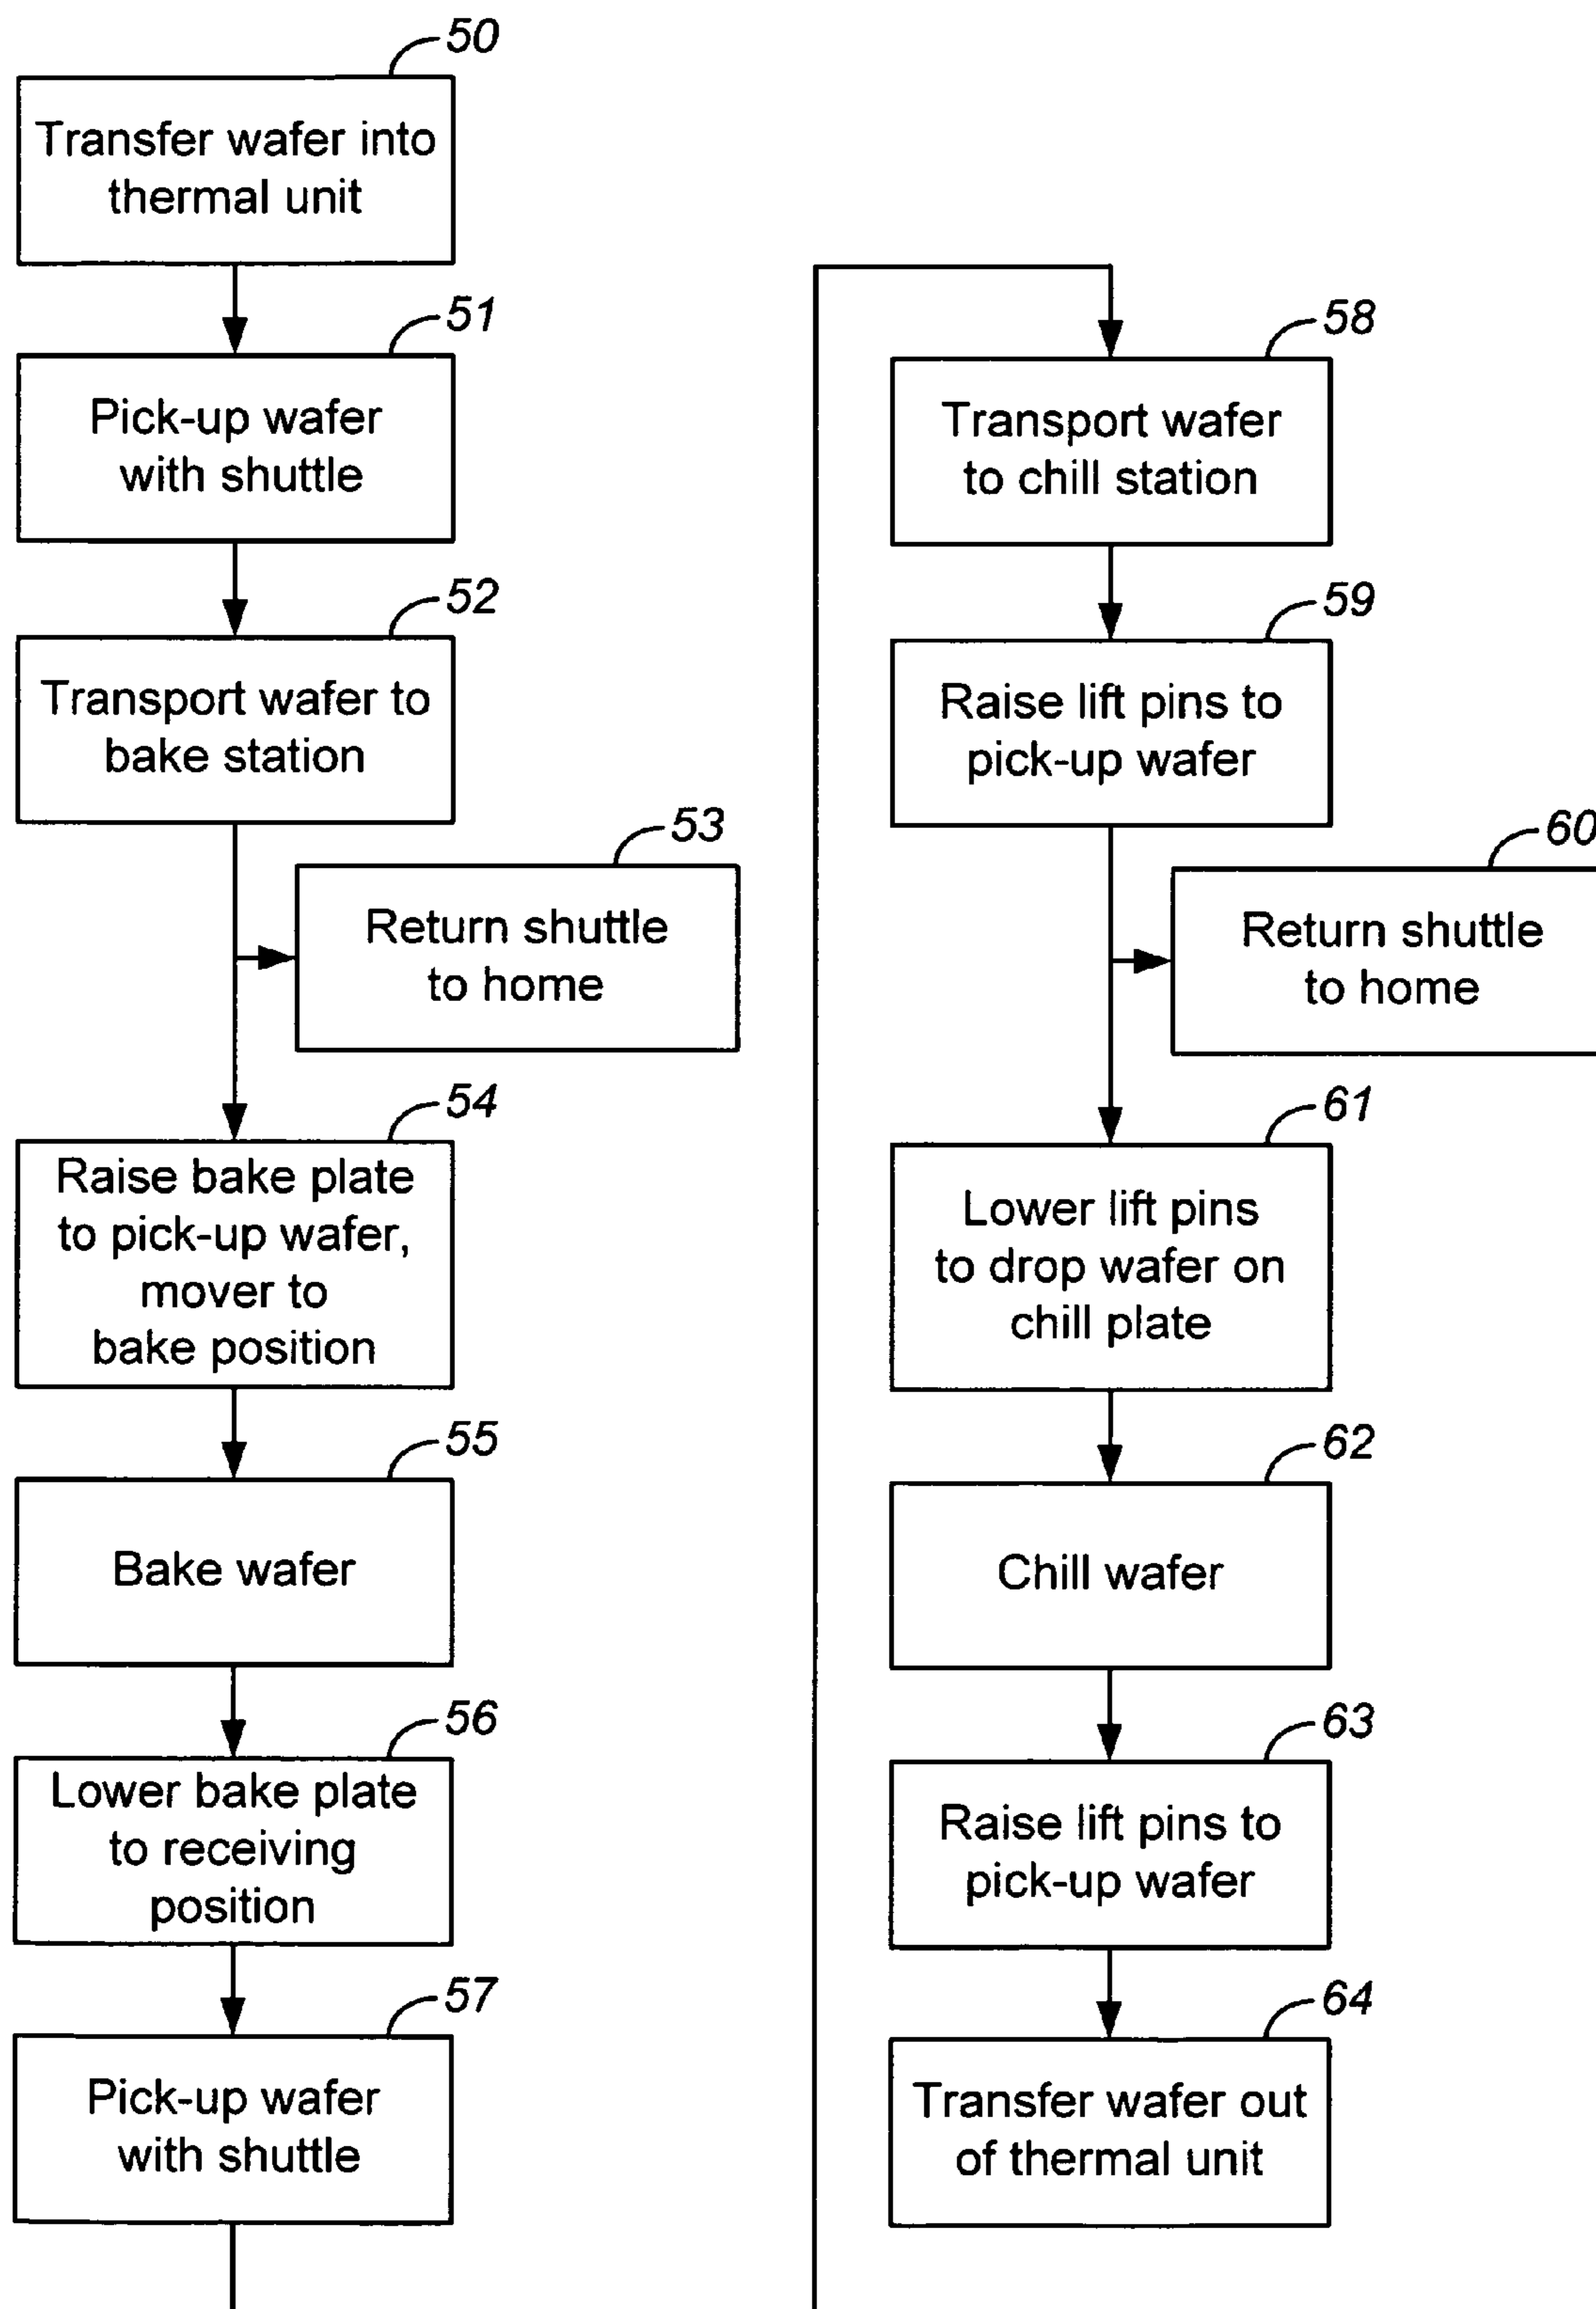 50
Transfer wafer into
thermal unit
51
Pick-up wafer
with shuttle
52
Transport wafer to
bake station
53
Return shuttle
to home
54
Raise bake plate
to pick-up wafer,
mover to
bake position
55
Bake wafer
56
Lower bake plate
to receiving
position
57
Pick-up wafer
with shuttle
58
Transport wafer
to chill station
59
Raise lift pins to
pick-up wafer
60
Return shuttle
to home
61
Lower lift pins
to drop wafer on
chill plate
62
Chill wafer
63
Raise lift pins to
pick-up wafer
64
Transfer wafer out
of thermal unit